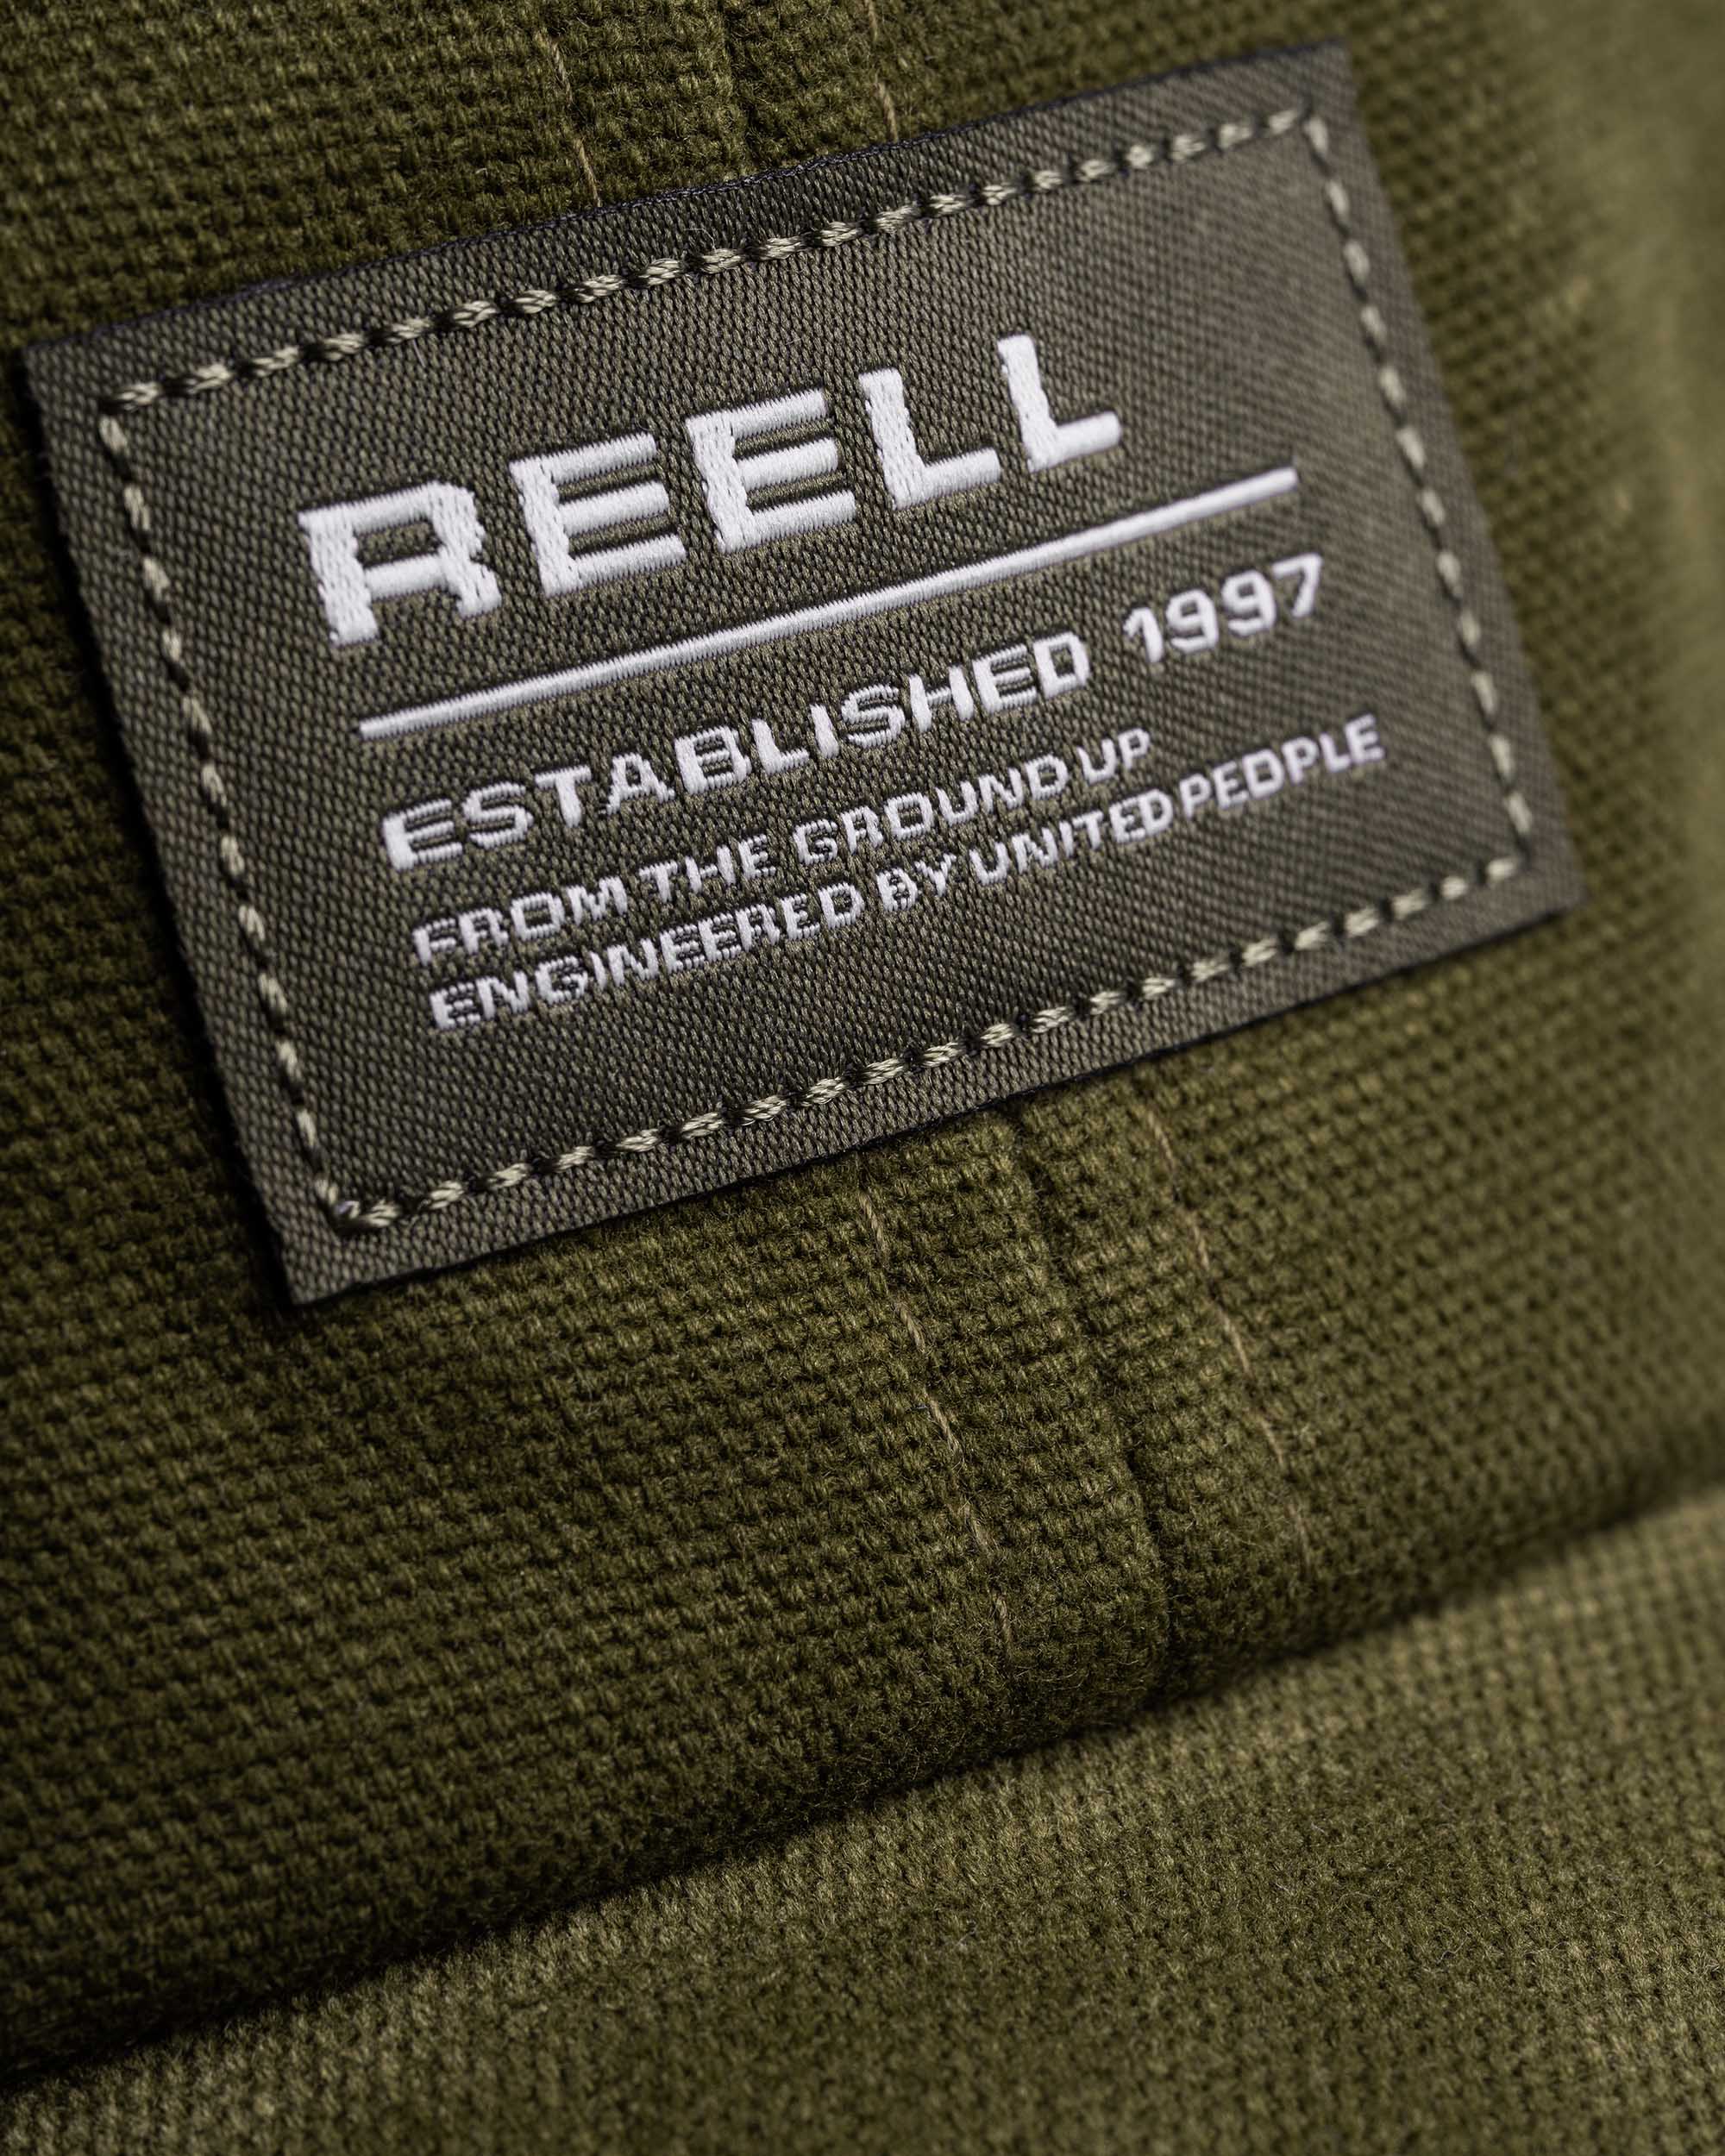 REELL
ESTABLISHED 1997
FROM THE GROUND UP
ENGINEERED BY UNITED PEOPLE